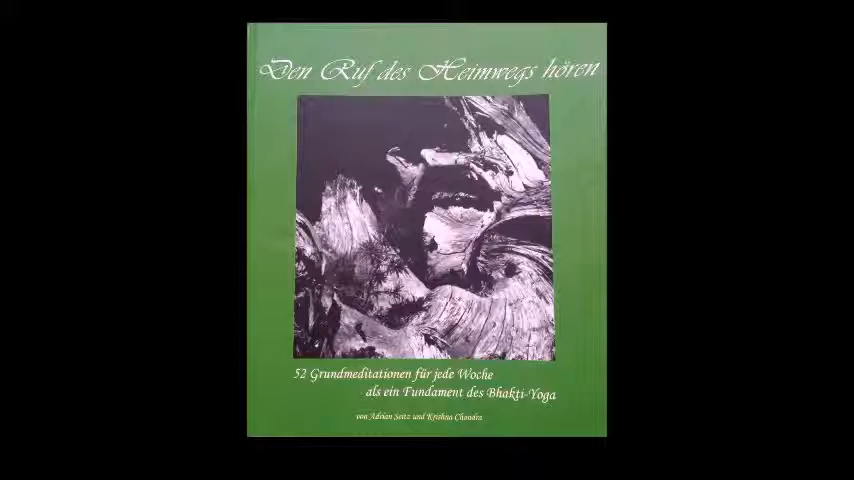 Den Ruf des Heimwegs hören
52 Grundmeditationen für jede Woche
als ein Fundament des Bhakti-Yoga
von Adrian Seitz und Krishna Chandra